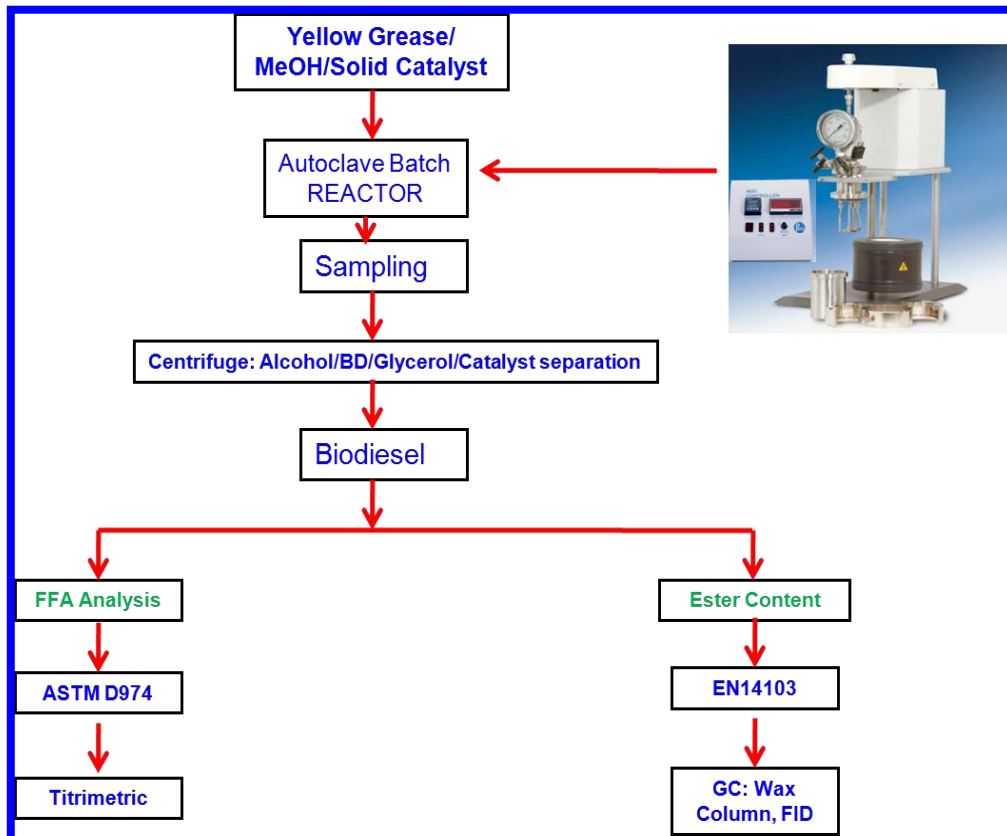 Yellow Grease/
MeOH/Solid Catalyst
Autoclave Batch
REACTOR
Sampling
Centrifuge: Alcohol/BD/Glycerol/Catalyst separation
Biodiesel
FFA Analysis
Ester Content
ASTM D974
EN14103
Titrimetric
GC: Wax
Column, FID
CONTROLLER